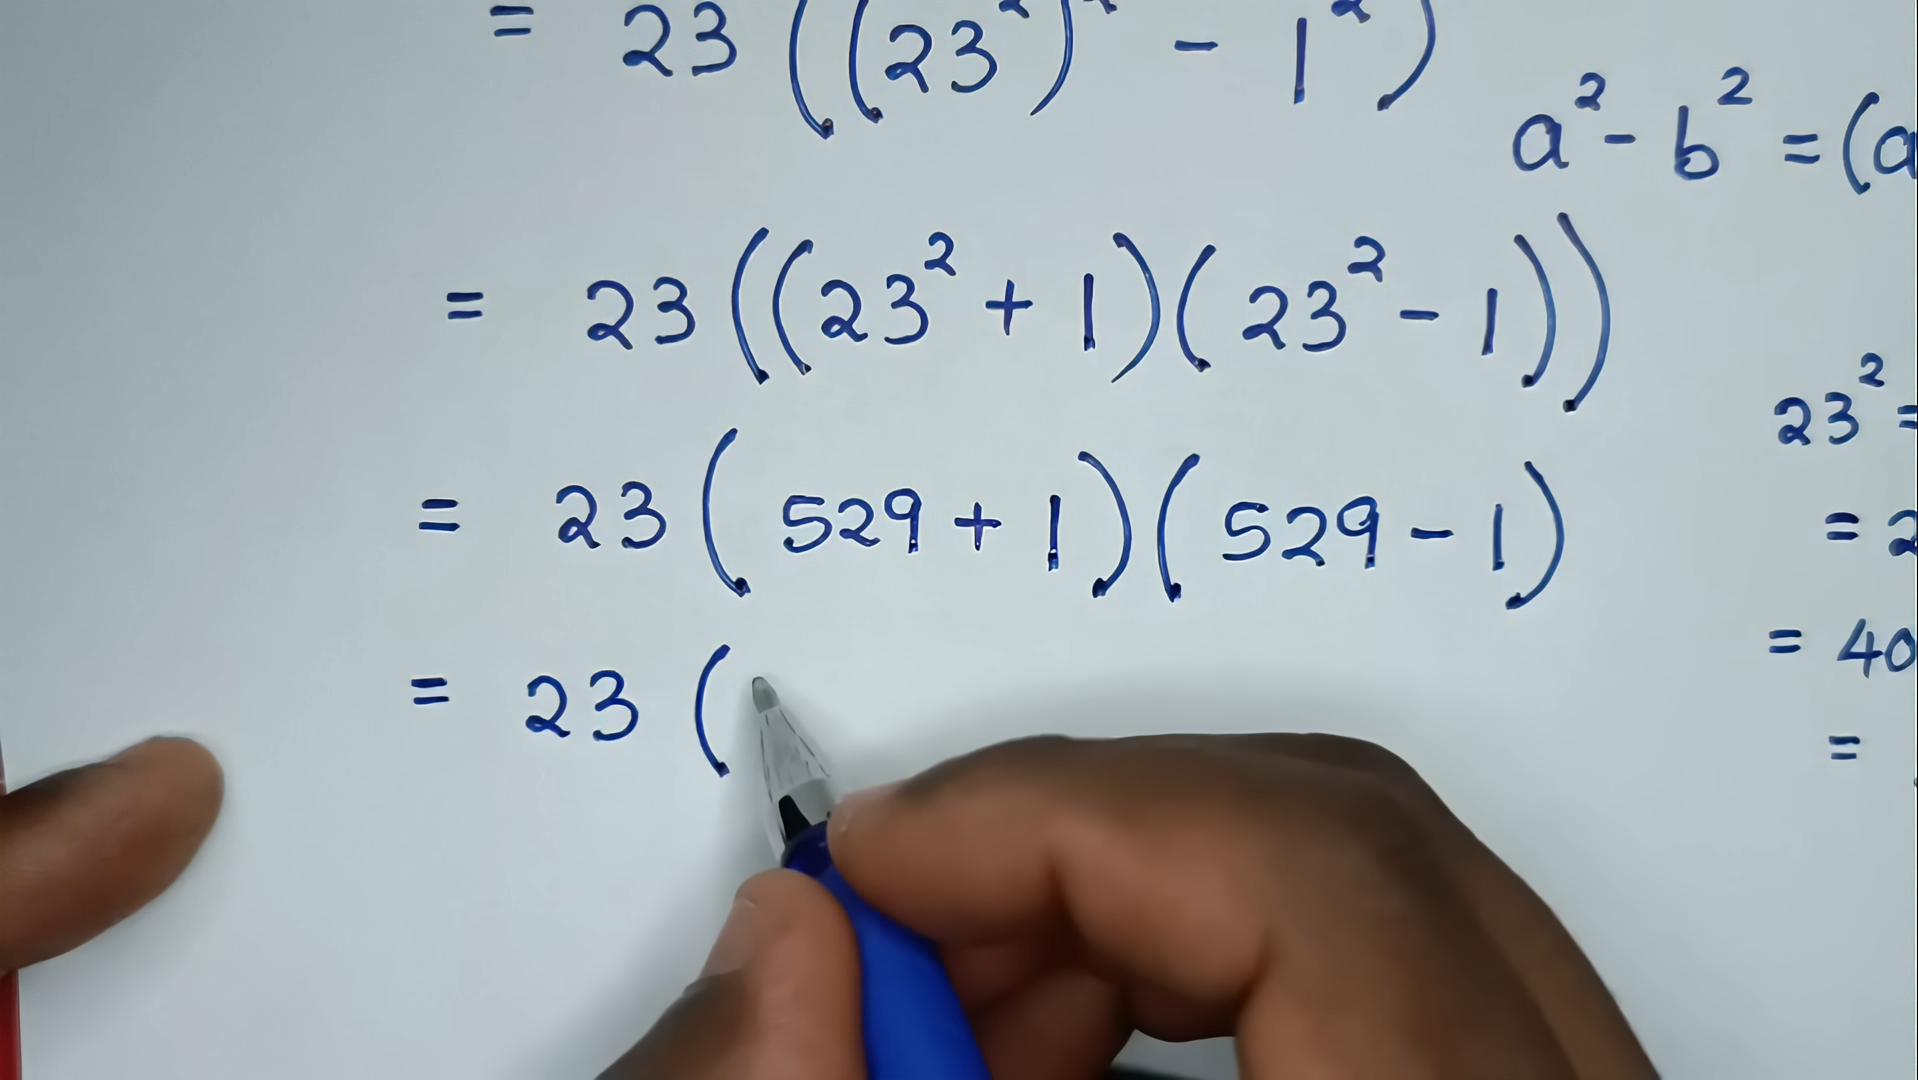 = 23 ((23²)² - 1²)
a² - b² = (a
= 23 ((23² + 1)(23² - 1))
= 23 (529 + 1)(529 - 1)
= 23 (
23² =
= 2
= 40
=